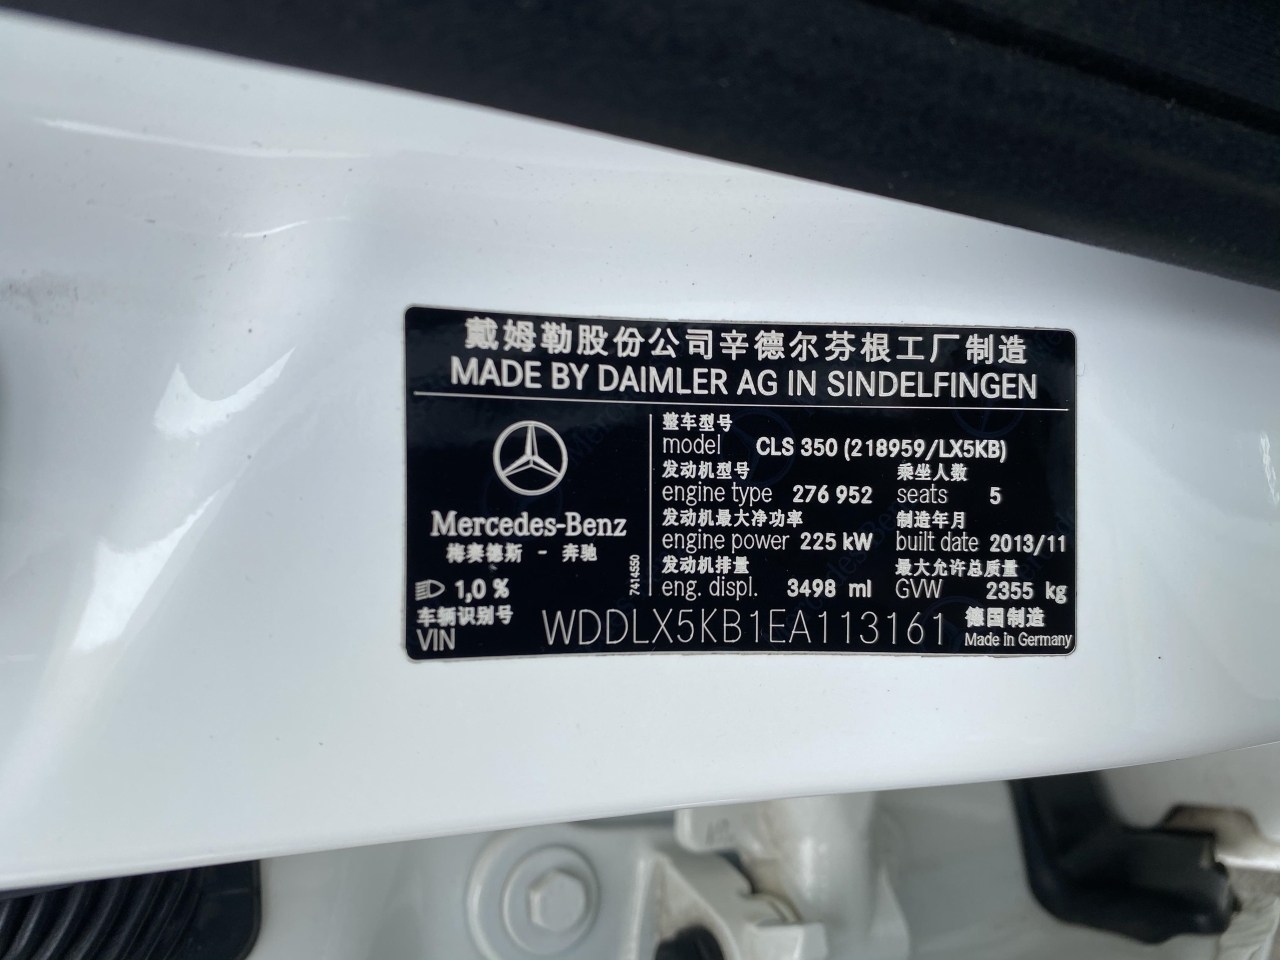 戴姆勒股份公司辛德尔芬根工厂制造
MADE BY DAIMLER AG IN SINDELFINGEN
Mercedes-Benz
梅赛德斯 - 奔驰
1,0 %
7414550
整车型号
model CLS 350 (218959/LX5KB)
发动机型号 乘坐人数
engine type 276 952 seats 5
发动机最大净功率 制造年月
engine power 225 kW built date 2013/11
发动机排量 最大允许总质量
eng. displ. 3498 ml GVW 2355 kg
车辆识别号 德国制造
VIN WDDLX5KB1EA113161 Made in Germany